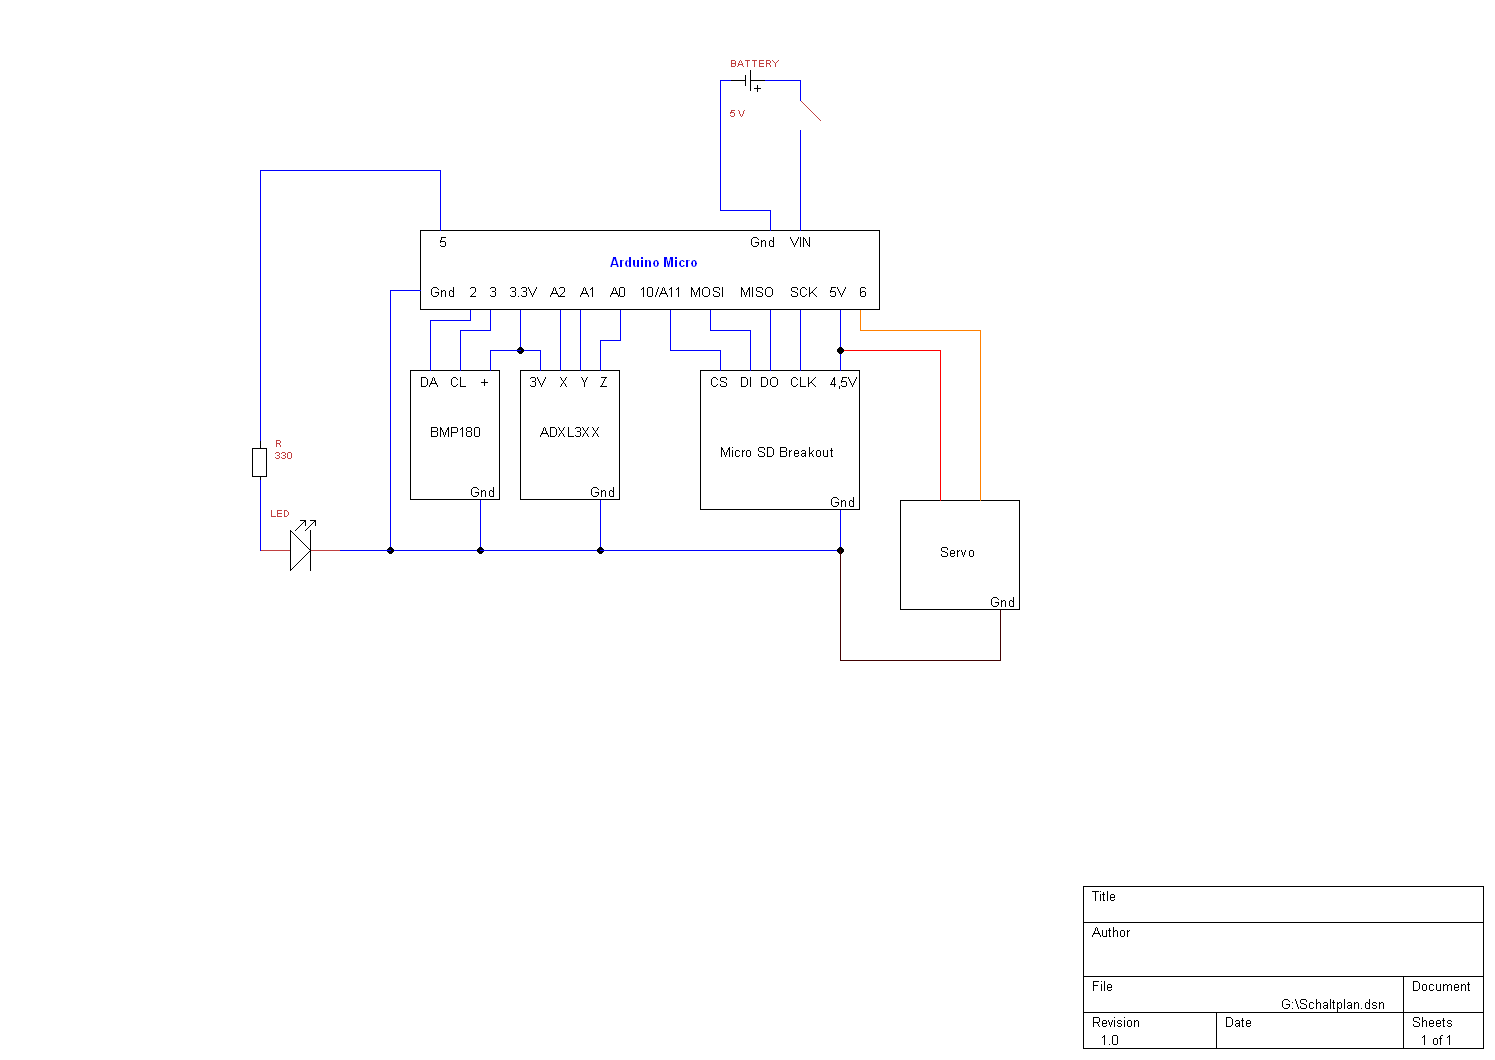 BATTERY
5 V
5 Gnd VIN
Arduino Micro
Gnd 2 3 3.3V A2 A1 A0 10/A11 MOSI MISO SCK 5V 6
DA CL + 3V X Y Z CS DI DO CLK 4,5V
BMP180 ADXL3XX
R
330
Micro SD Breakout
Gnd Gnd Gnd
LED
Servo
Gnd
Title
Author
File Document
G:\Schaltplan.dsn
Revision Date Sheets
1.0 1 of 1